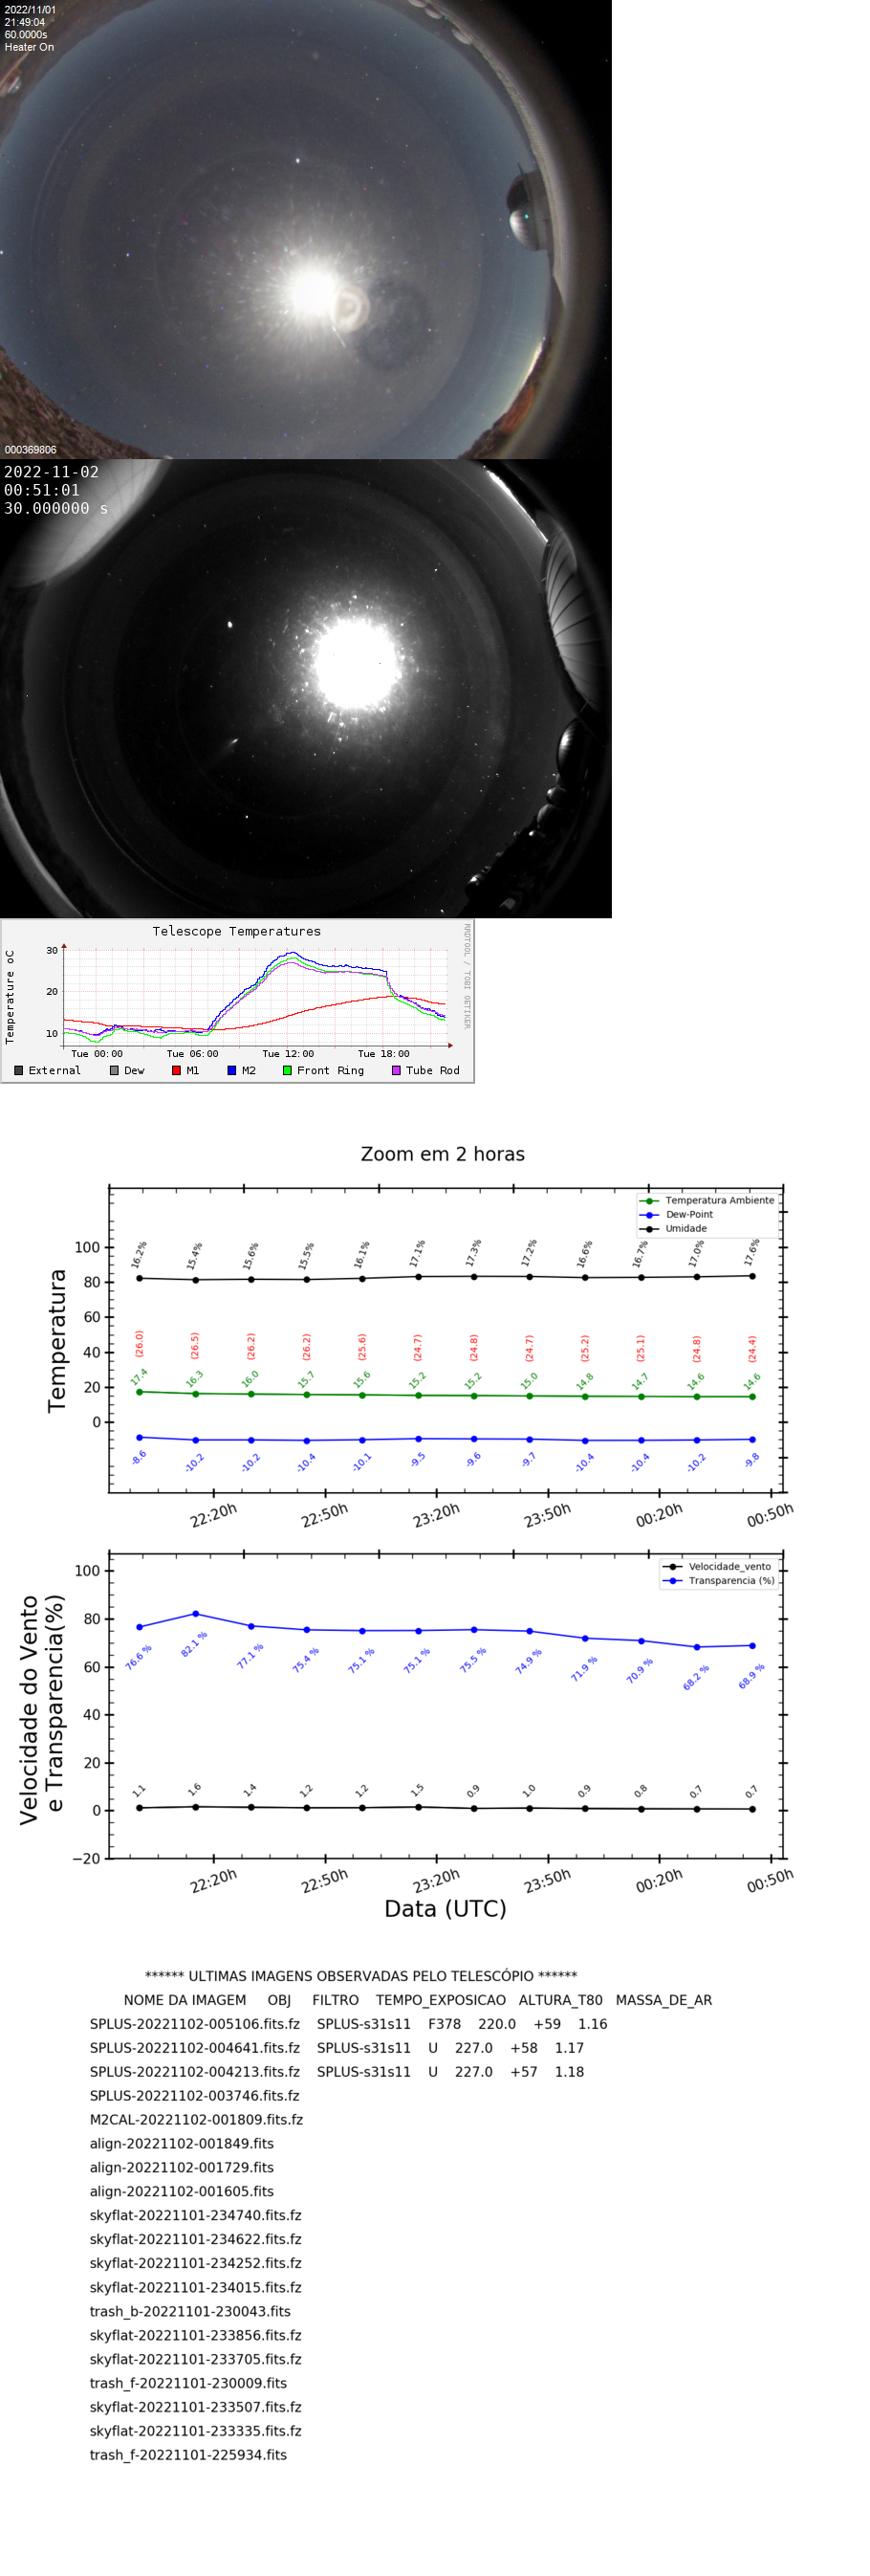 2022/11/01
21:49:04
60.0000s
Heater On
000369806
2022-11-02
00:51:01
30.000000 s
Telescope Temperatures
RRDTOOL / TOBI OETIKER
Temperature oC
30
20
10
Tue 00:00 Tue 06:00 Tue 12:00 Tue 18:00
External Dew M1 M2 Front Ring Tube Rod
Zoom em 2 horas
Temperatura Ambiente
Dew-Point
Umidade
Temperatura
100
80
60
40
20
0
16.2% 15.4% 15.6% 15.5% 16.1% 17.1% 17.3% 17.2% 16.6% 16.7% 17.0% 17.6%
(26.0) (26.5) (26.2) (26.2) (25.6) (24.7) (24.8) (24.7) (25.2) (25.1) (24.8) (24.4)
17.4 16.3 16.0 15.7 15.6 15.2 15.2 15.0 14.8 14.7 14.6 14.6
-8.6 -10.2 -10.2 -10.4 -10.1 -9.5 -9.6 -9.7 -10.4 -10.4 -10.2 -9.8
22:20h 22:50h 23:20h 23:50h 00:20h 00:50h
Velocidade_vento
Transparencia (%)
Velocidade do Vento
e Transparencia(%)
100
80
60
40
20
0
−20
76.6 % 82.1 % 77.1 % 75.4 % 75.1 % 75.1 % 75.5 % 74.9 % 71.9 % 70.9 % 68.2 % 68.9 %
1.1 1.6 1.4 1.2 1.2 1.5 0.9 1.0 0.9 0.8 0.7 0.7
22:20h 22:50h 23:20h 23:50h 00:20h 00:50h
Data (UTC)
****** ULTIMAS IMAGENS OBSERVADAS PELO TELESCÓPIO ******
NOME DA IMAGEM OBJ FILTRO TEMPO_EXPOSICAO ALTURA_T80 MASSA_DE_AR
SPLUS-20221102-005106.fits.fz SPLUS-s31s11 F378 220.0 +59 1.16
SPLUS-20221102-004641.fits.fz SPLUS-s31s11 U 227.0 +58 1.17
SPLUS-20221102-004213.fits.fz SPLUS-s31s11 U 227.0 +57 1.18
SPLUS-20221102-003746.fits.fz
M2CAL-20221102-001809.fits.fz
align-20221102-001849.fits
align-20221102-001729.fits
align-20221102-001605.fits
skyflat-20221101-234740.fits.fz
skyflat-20221101-234622.fits.fz
skyflat-20221101-234252.fits.fz
skyflat-20221101-234015.fits.fz
trash_b-20221101-230043.fits
skyflat-20221101-233856.fits.fz
skyflat-20221101-233705.fits.fz
trash_f-20221101-230009.fits
skyflat-20221101-233507.fits.fz
skyflat-20221101-233335.fits.fz
trash_f-20221101-225934.fits